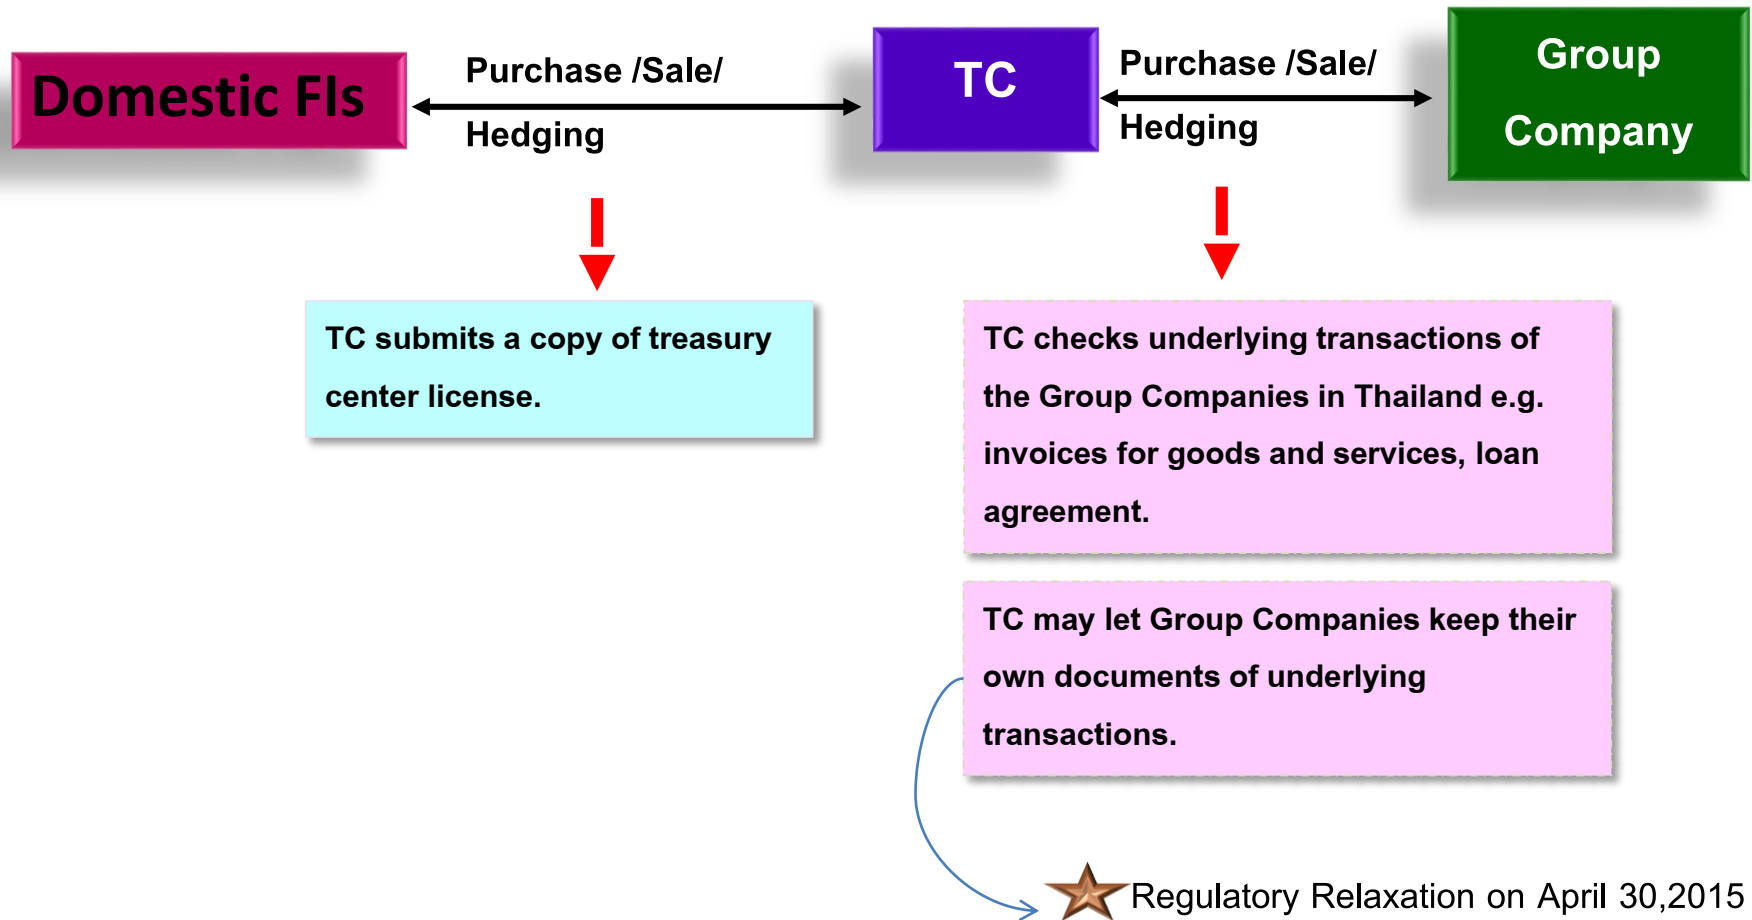 Domestic FIs
Purchase /Sale/
Hedging
TC
Purchase /Sale/
Hedging
Group
Company
TC submits a copy of treasury
center license.
TC checks underlying transactions of
the Group Companies in Thailand e.g.
invoices for goods and services, loan
agreement.
TC may let Group Companies keep their
own documents of underlying
transactions.
Regulatory Relaxation on April 30,2015